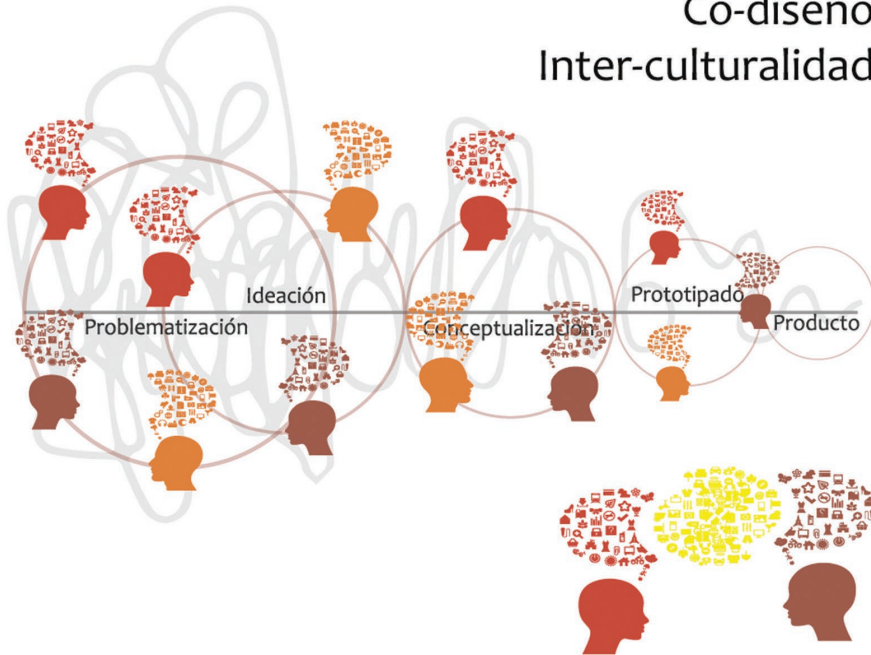 Co-diseño
Inter-culturalidad
Ideación
Problematización
Conceptualización
Prototipado
Producto